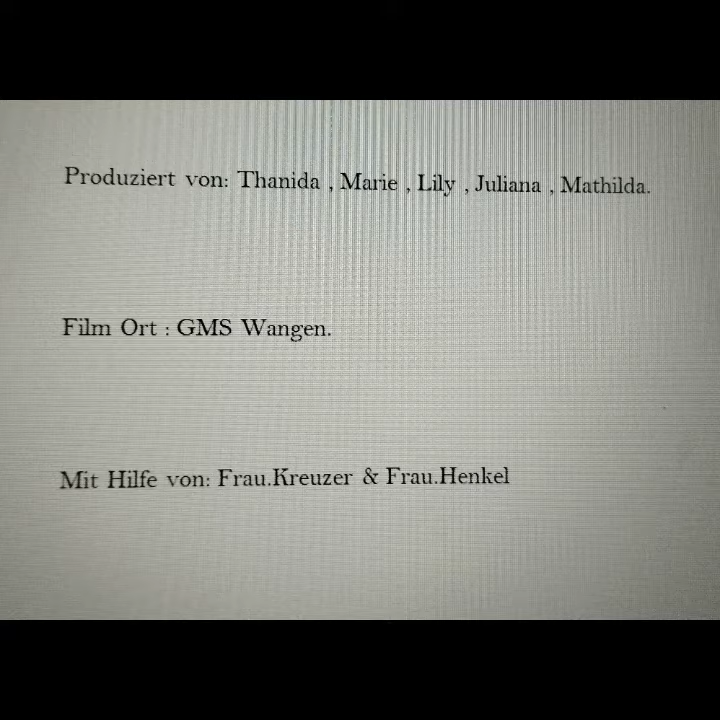 Produziert von: Thanida , Marie , Lily , Juliana , Mathilda.
Film Ort : GMS Wangen.
Mit Hilfe von: Frau.Kreuzer & Frau.Henkel